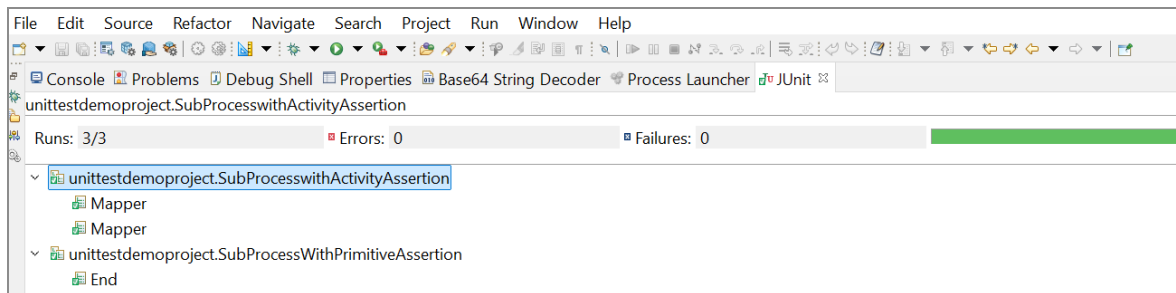 File Edit Source Refactor Navigate Search Project Run Window Help
Console Problems Debug Shell Properties Base64 String Decoder Process Launcher JUnit
unittestdemoproject.SubProcesswithActivityAssertion
Runs: 3/3 Errors: 0 Failures: 0
unittestdemoproject.SubProcesswithActivityAssertion
Mapper
Mapper
unittestdemoproject.SubProcessWithPrimitiveAssertion
End